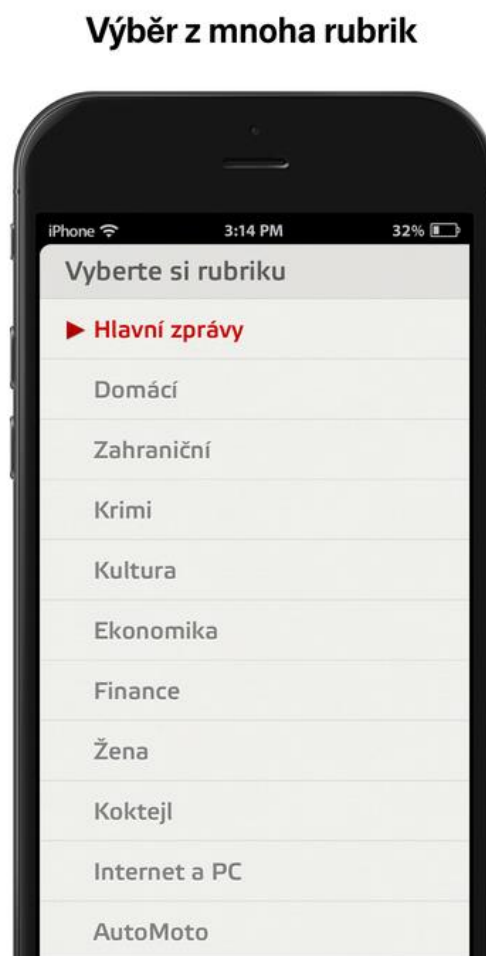 Výběr z mnoha rubrik
iPhone 3:14 PM 32%
Vyberte si rubriku
Hlavní zprávy
Domácí
Zahraniční
Krimi
Kultura
Ekonomika
Finance
Žena
Koktejl
Internet a PC
AutoMoto